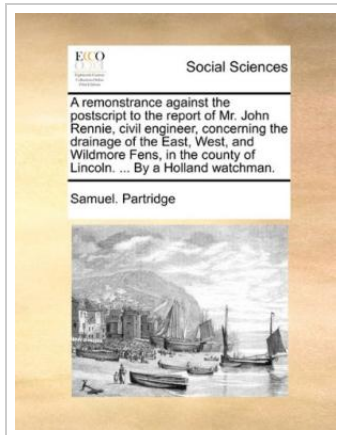 ECCO
Social Sciences
A remonstrance against the
postscript to the report of Mr. John
Rennie, civil engineer, concerning the
drainage of the East, West, and
Wildmore Fens, in the county of
Lincoln. ... By a Holland watchman.
Samuel. Partridge